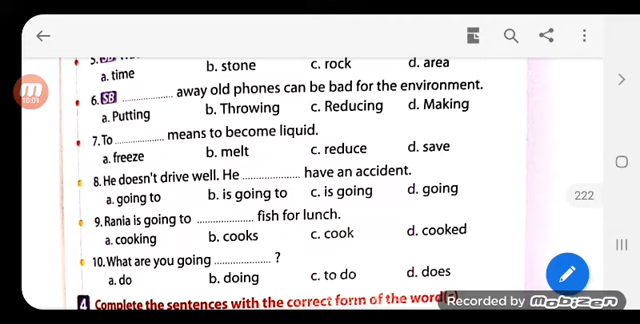 a. time b. stone c. rock d. area
6. SB ............... away old phones can be bad for the environment.
a. Putting b. Throwing c. Reducing d. Making
7. To ............... means to become liquid.
a. freeze b. melt c. reduce d. save
8. He doesn't drive well. He ............... have an accident.
a. going to b. is going to c. is going d. going
9. Rania is going to ............... fish for lunch.
a. cooking b. cooks c. cook d. cooked
10. What are you going ............... ?
a. do b. doing c. to do d. does
4 Complete the sentences with the correct form of the word(s)
222
10:01
Recorded by Mobizen